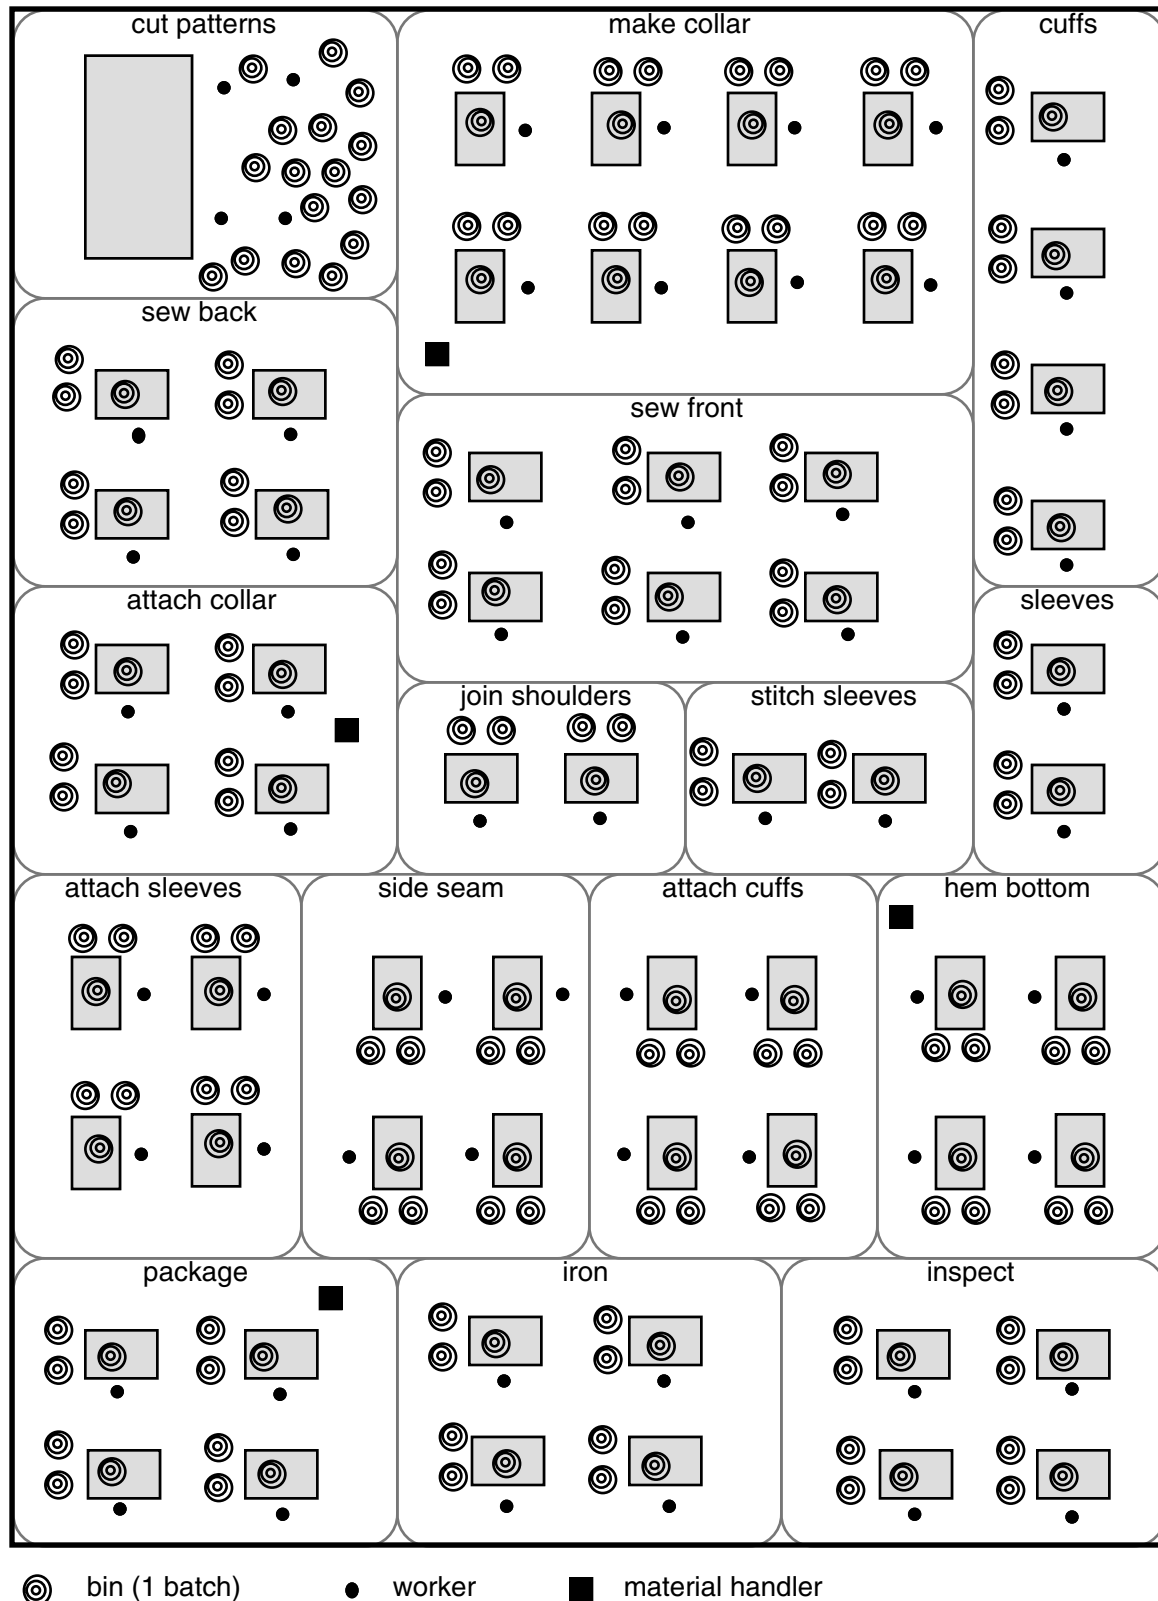 cut patterns
make collar
cuffs
sew back
sew front
attach collar
sleeves
join shoulders
stitch sleeves
attach sleeves
side seam
attach cuffs
hem bottom
package
iron
inspect
bin (1 batch)
worker
material handler